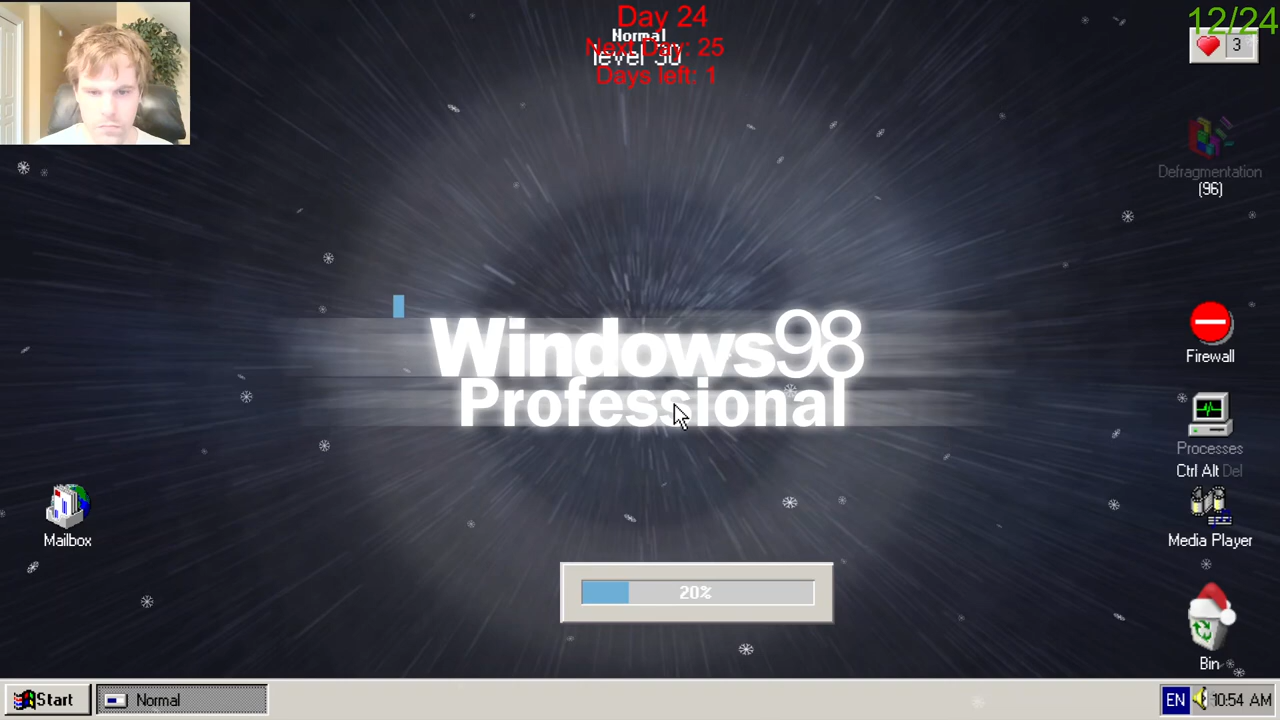 Day 24
Normal
Next Day: 25
level 50
Days left: 1
12/24
3
Defragmentation
(96)
Firewall
Windows98
Professional
Processes
Ctrl Alt Del
Mailbox
Media Player
20%
Bin
Start
Normal
EN
10:54 AM